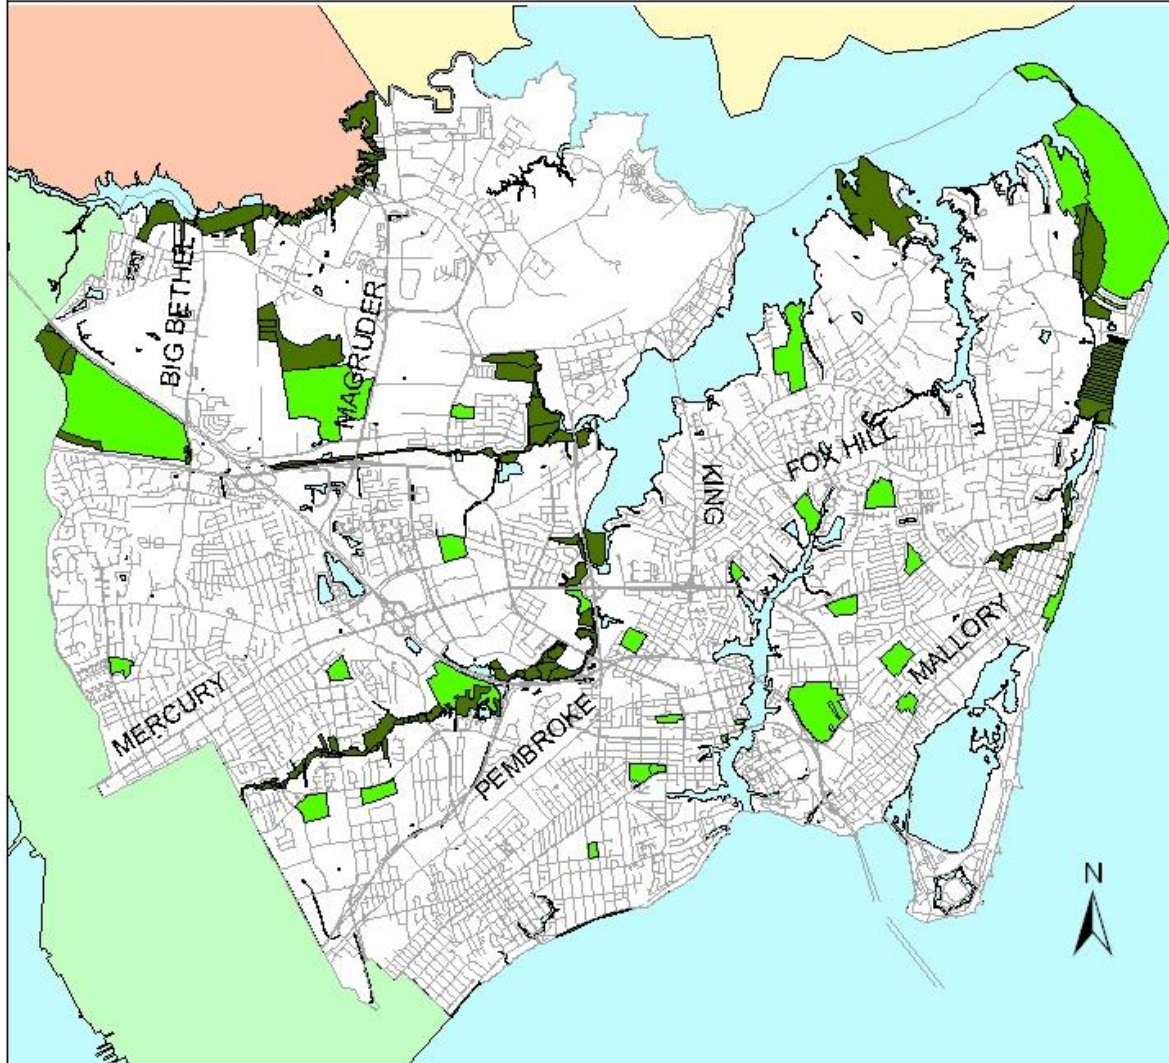 N
BIG BETHEL
MAGRUDER
KING
FOX HILL
MERCURY
PEMBROKE
MALLORY